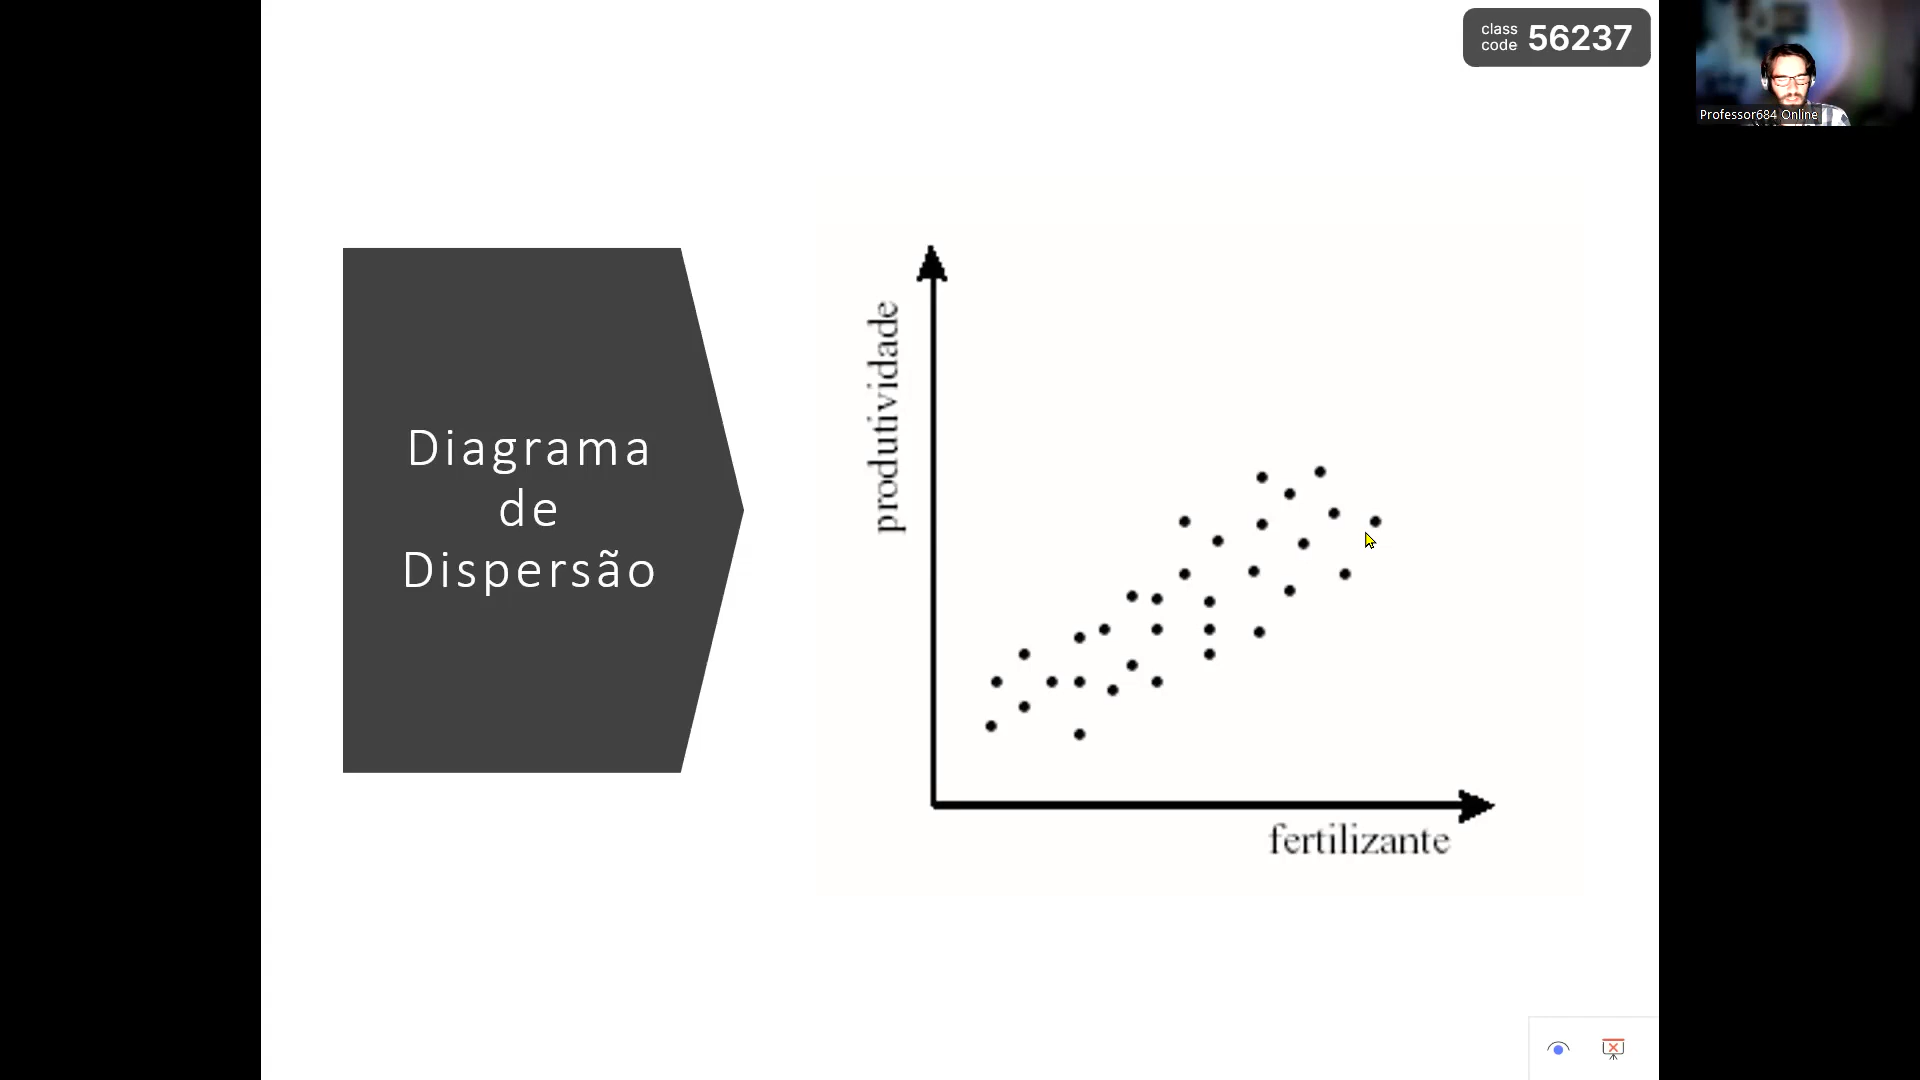 class
code 56237
Professor684 Online
Diagrama
de
Dispersão
produtividade
fertilizante